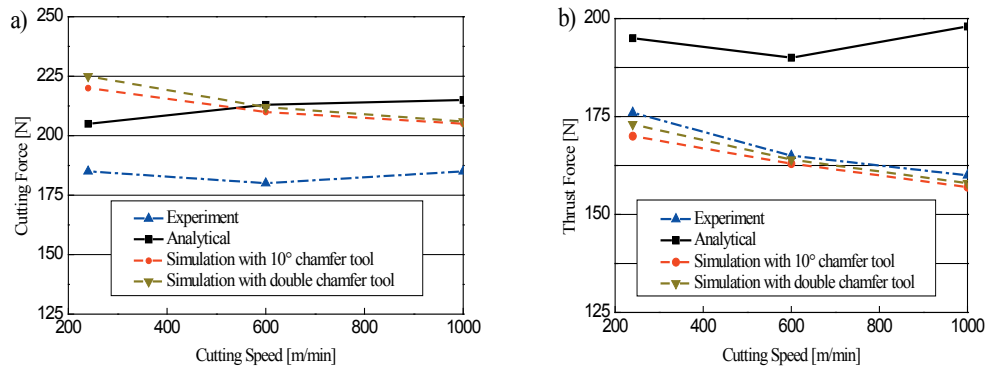 a)
Cutting Force [N]
250
225
200
175
150
125
Experiment
Analytical
Simulation with 10° chamfer tool
Simulation with double chamfer tool
200 400 600 800 1000
Cutting Speed [m/min]
b)
Thrust Force [N]
200
175
150
125
Experiment
Analytical
Simulation with 10° chamfer tool
Simulation with double chamfer tool
200 400 600 800 1000
Cutting Speed [m/min]